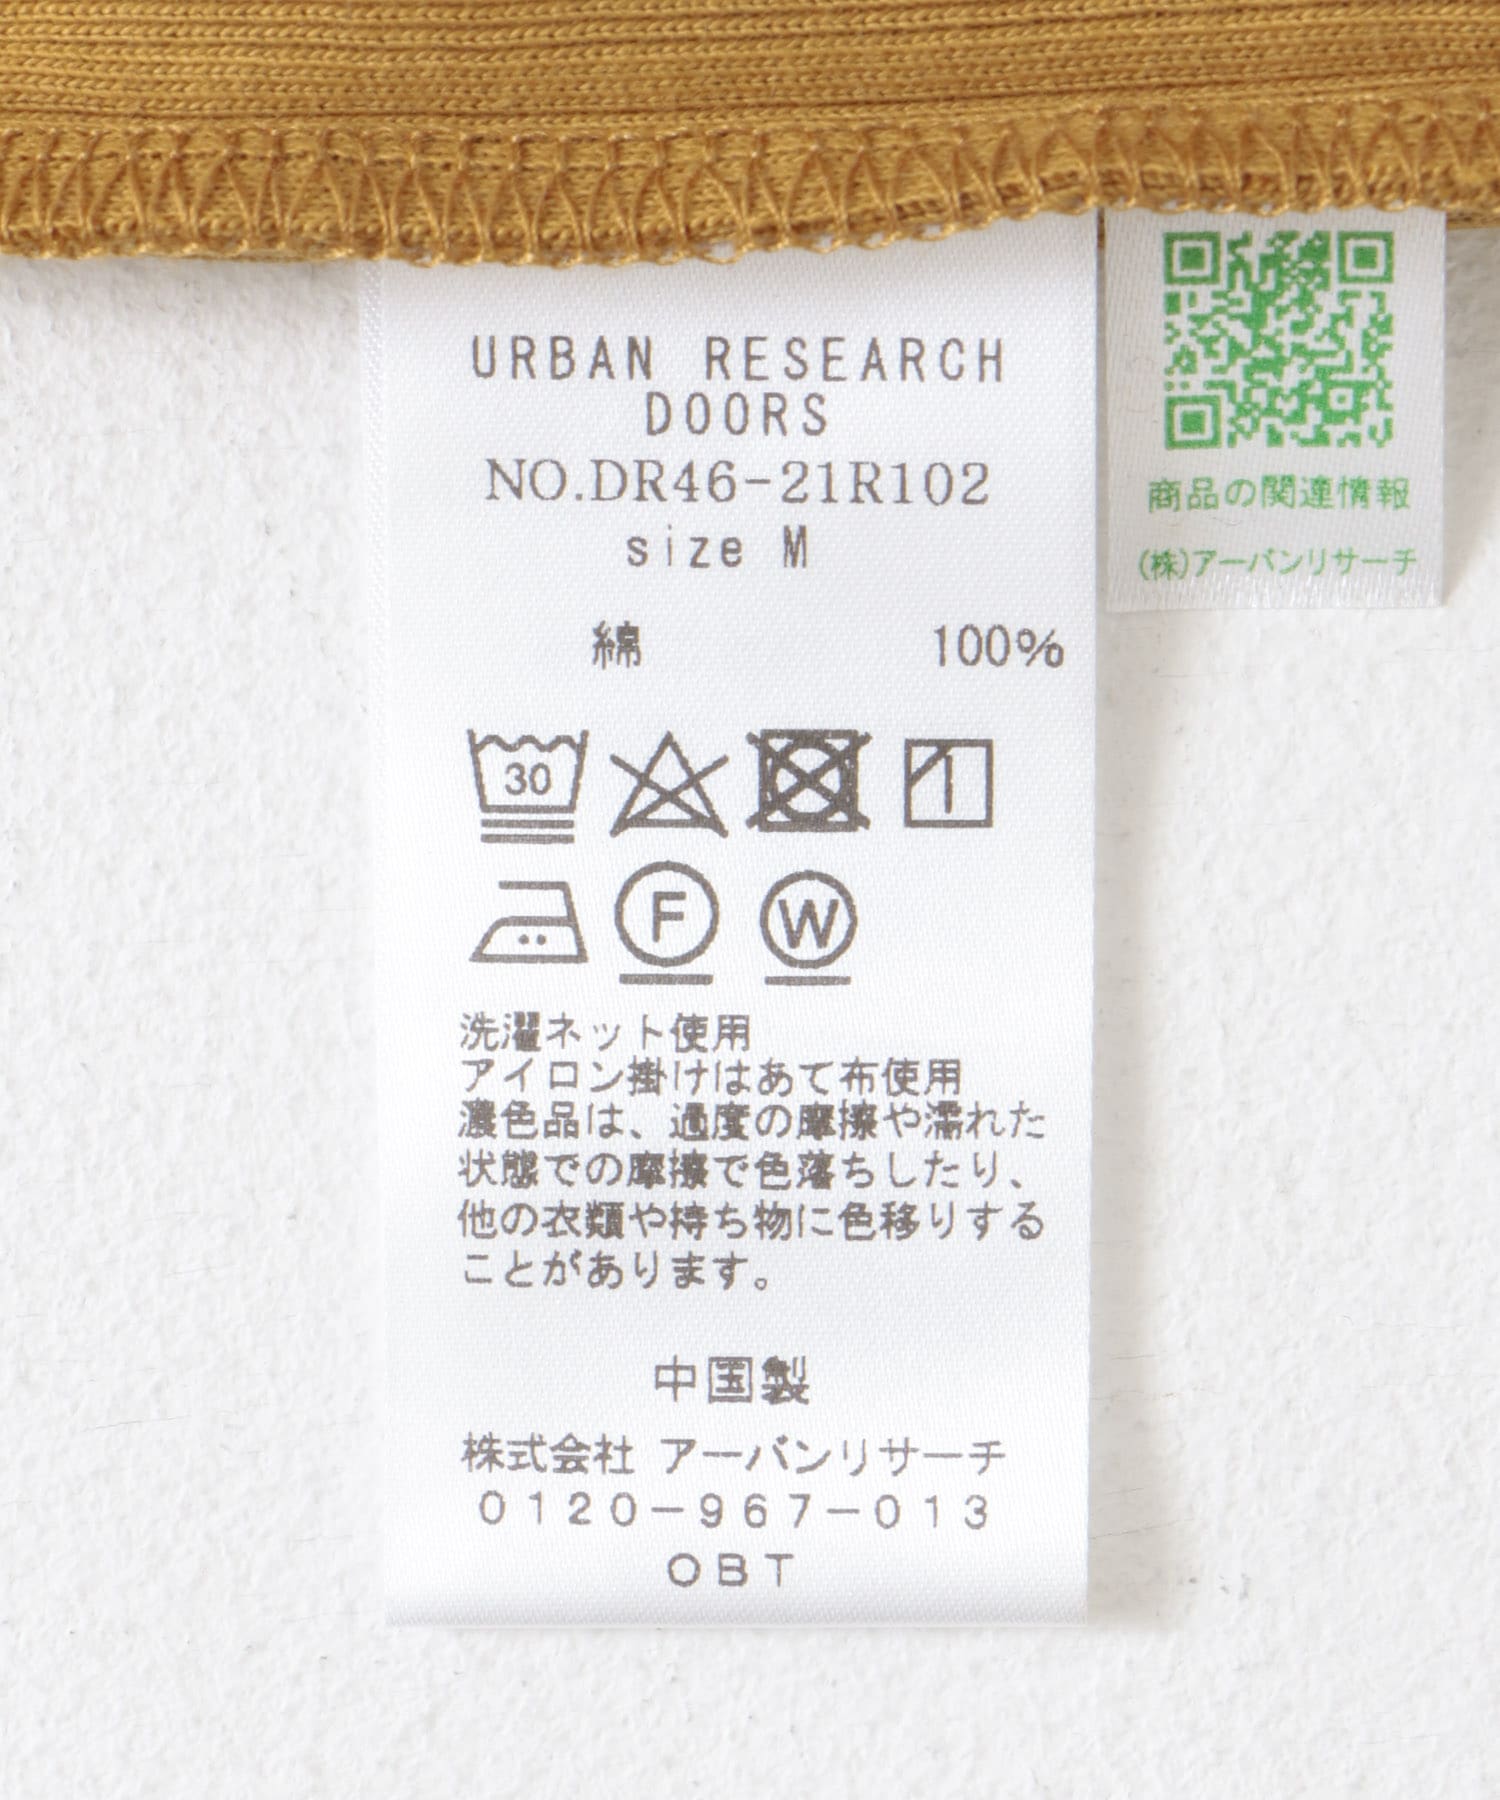 URBAN RESEARCH
DOORS
NO.DR46-21R102
size M
綿 100%
30
F W
洗濯ネット使用
アイロン掛けはあて布使用
濃色品は、過度の摩擦や濡れた
状態での摩擦で色落ちしたり、
他の衣類や持ち物に色移りする
ことがあります。
中国製
株式会社 アーバンリサーチ
0120-967-013
OBT
商品の関連情報
(株)アーバンリサーチ